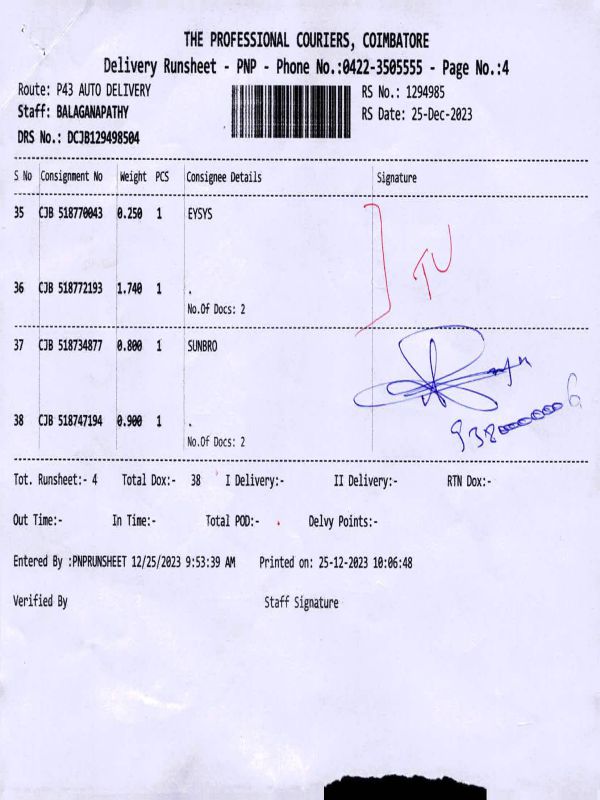 THE PROFESSIONAL COURIERS, COIMBATORE
Delivery Runsheet - PNP - Phone No.:0422-3505555 - Page No.:4
Route: P43 AUTO DELIVERY RS No.: 1294985
Staff: BALAGANAPATHY RS Date: 25-Dec-2023
DRS No.: DCJB129498504
S No Consignment No Weight PCS Consignee Details Signature
35 CJB 518770043 0.250 1 EYSYS
TU
36 CJB 518772193 1.740 1 .
No.Of Docs: 2
37 CJB 518734877 0.800 1 SUNBRO
38 CJB 518747194 0.900 1 .
No.Of Docs: 2
Tot. Runsheet:- 4 Total Dox:- 38 I Delivery:- II Delivery:- RTN Dox:-
Out Time:- In Time:- Total POD:- Delvy Points:-
Entered By :PNPRUNSHEET 12/25/2023 9:53:39 AM Printed on: 25-12-2023 10:06:48
Verified By Staff Signature